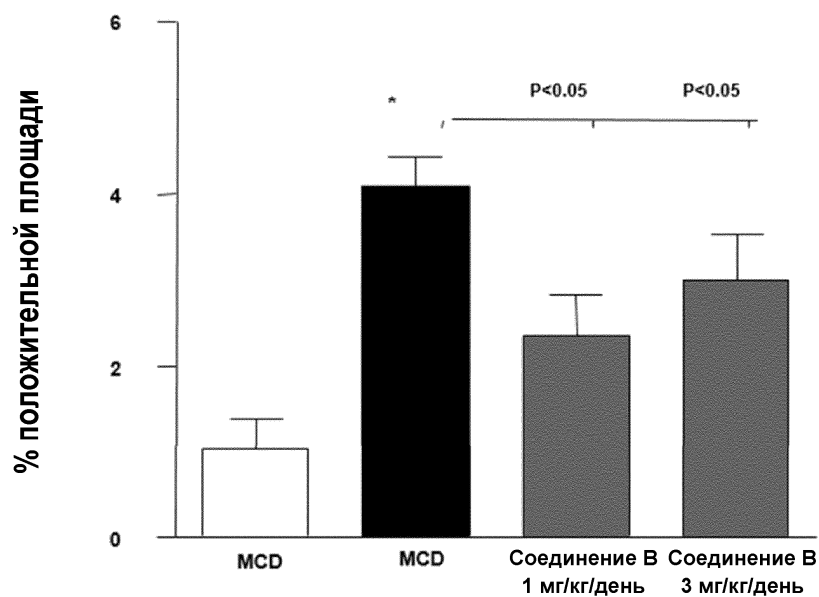 % положительной площади
6
4
2
0
*
P<0.05
P<0.05
MCD
MCD
Соединение В
1 мг/кг/день
Соединение В
3 мг/кг/день